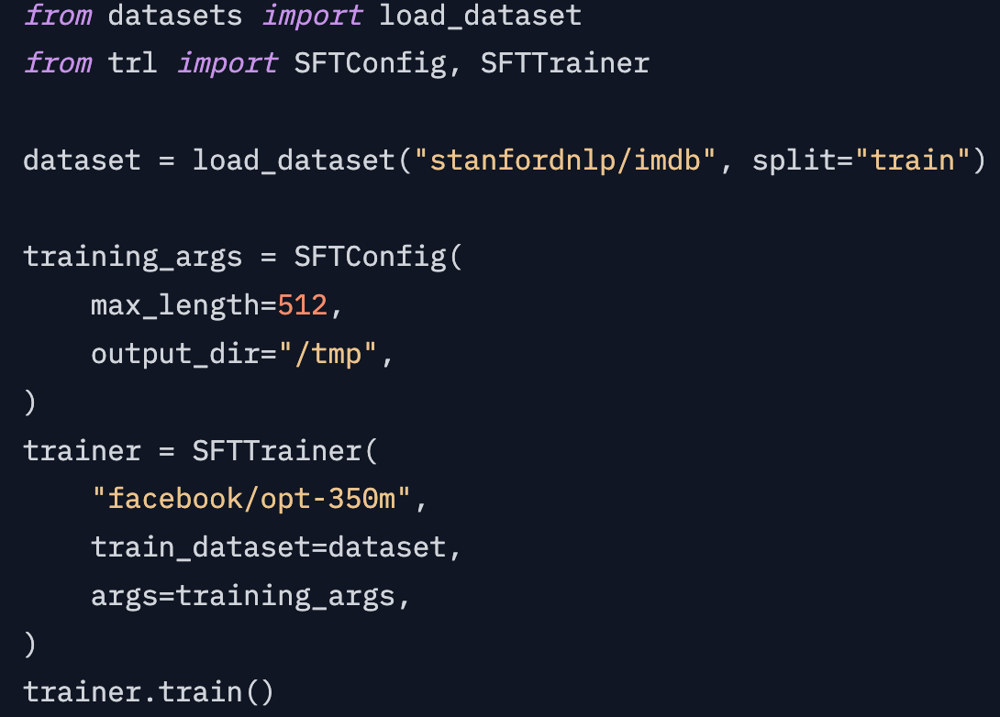 from datasets import load_dataset
from trl import SFTConfig, SFTTrainer

dataset = load_dataset("stanfordnlp/imdb", split="train")

training_args = SFTConfig(
    max_length=512,
    output_dir="/tmp",
)
trainer = SFTTrainer(
    "facebook/opt-350m",
    train_dataset=dataset,
    args=training_args,
)
trainer.train()